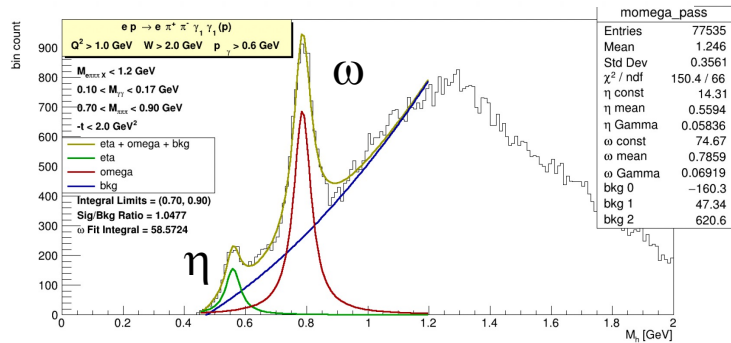 e p → e π⁺ π⁻ γ₁ γ₁(p)
Q² > 1.0 GeV W > 2.0 GeV p γ > 0.6 GeV
momega_pass
Entries 77535
Mean 1.246
Std Dev 0.3561
χ² / ndf 150.4 / 66
η const 14.31
η mean 0.5594
η Gamma 0.05836
ω const 74.67
ω mean 0.7859
ω Gamma 0.06919
bkg 0 −160.3
bkg 1 47.34
bkg 2 620.6
bin count
900
800
700
600
500
400
300
200
100
0
M_eπππ X < 1.2 GeV
0.10 < M_γγ < 0.17 GeV
0.70 < M_πππ < 0.90 GeV
-t < 2.0 GeV²
eta + omega + bkg
eta
omega
bkg
Integral Limits = (0.70, 0.90)
Sig/Bkg Ratio = 1.0477
ω Fit Integral = 58.5724
ω
η
0 0.2 0.4 0.6 0.8 1 1.2 1.4 1.6 1.8 2
M_h [GeV]